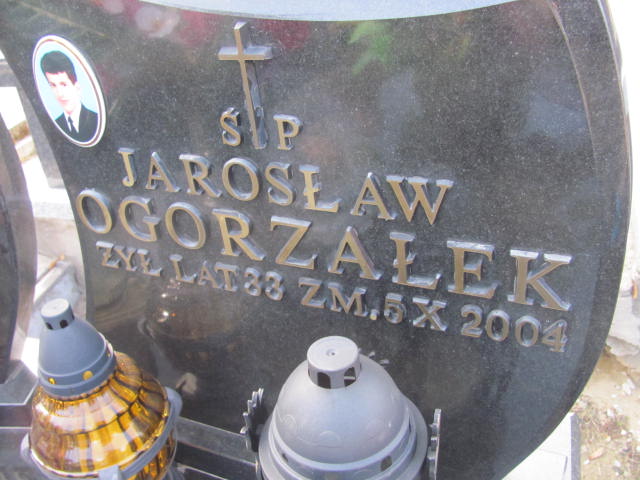 Ś P
JAROSŁAW
OGORZAŁEK
ŻYŁ LAT 33 ZM. 5 X 2004